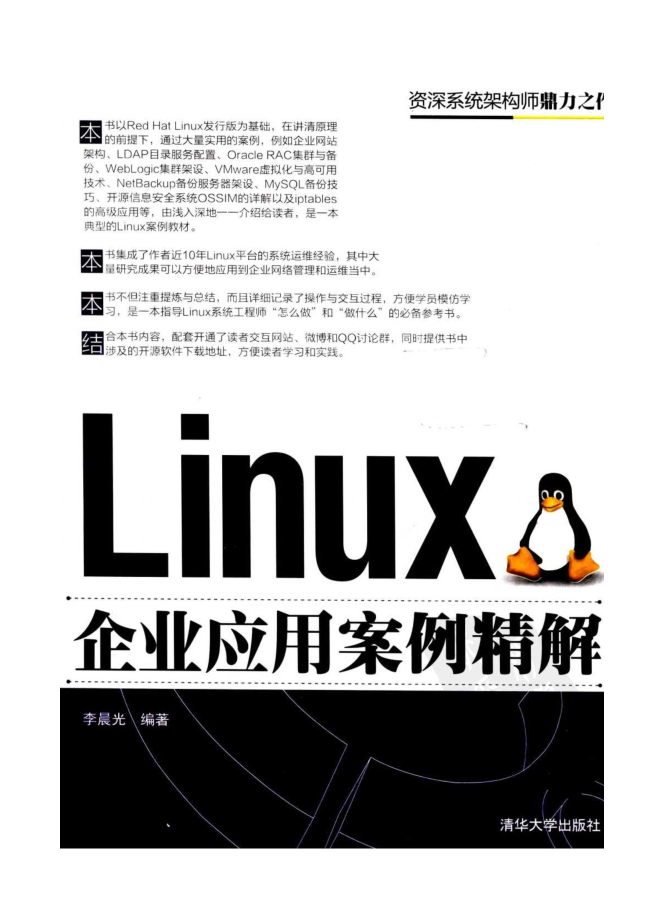 资深系统架构师鼎力之作
本书以Red Hat Linux发行版为基础，在讲清原理
的前提下，通过大量实用的案例，例如企业网站
架构、LDAP目录服务配置、Oracle RAC集群与备
份、WebLogic集群架设、VMware虚拟化与高可用
技术、NetBackup备份服务器架设、MySQL备份技
巧、开源信息安全系统OSSIM的详解以及iptables
的高级应用等，由浅入深地一一介绍给读者，是一本
典型的Linux案例教材。
本书集成了作者近10年Linux平台的系统运维经验，其中大
量研究成果可以方便地应用到企业网络管理和运维当中。
本书不但注重提炼与总结，而且详细记录了操作与交互过程，方便学员模仿学
习，是一本指导Linux系统工程师“怎么做”和“做什么”的必备参考书。
结合本书内容，配套开通了读者交互网站、微博和QQ讨论群，同时提供书中
涉及的开源软件下载地址，方便读者学习和实践。
Linux
企业应用案例精解
李晨光 编著
清华大学出版社